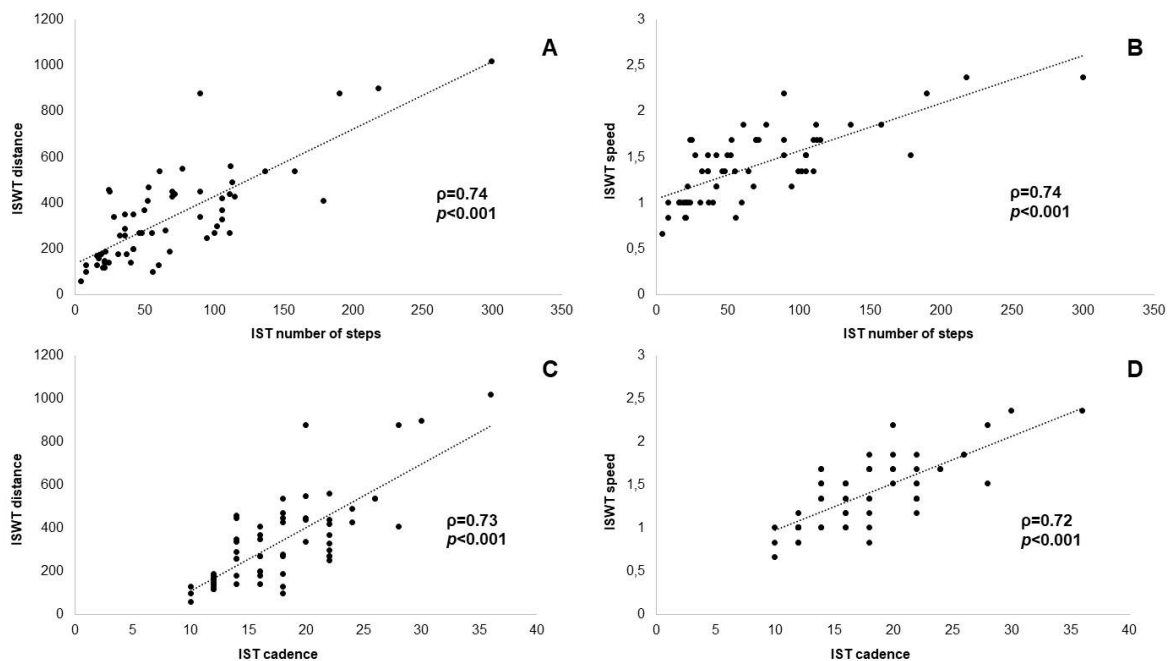 A
ISWT distance
1200
1000
800
600
400
200
0
0 50 100 150 200 250 300 350
IST number of steps
ρ=0.74
p<0.001
B
ISWT speed
3
2,5
2
1,5
1
0,5
0
0 50 100 150 200 250 300 350
IST number of steps
ρ=0.74
p<0.001
C
ISWT distance
1200
1000
800
600
400
200
0
0 5 10 15 20 25 30 35 40
IST cadence
ρ=0.73
p<0.001
D
ISWT speed
3
2,5
2
1,5
1
0,5
0
0 5 10 15 20 25 30 35 40
IST cadence
ρ=0.72
p<0.001